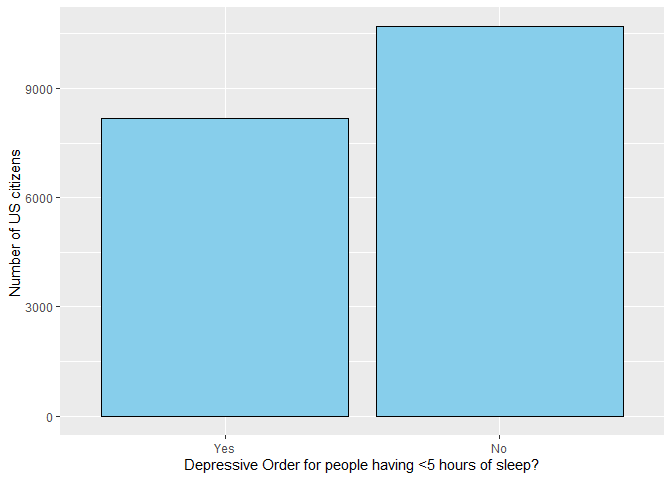 Number of US citizens
9000
6000
3000
0
Yes No
Depressive Order for people having <5 hours of sleep?